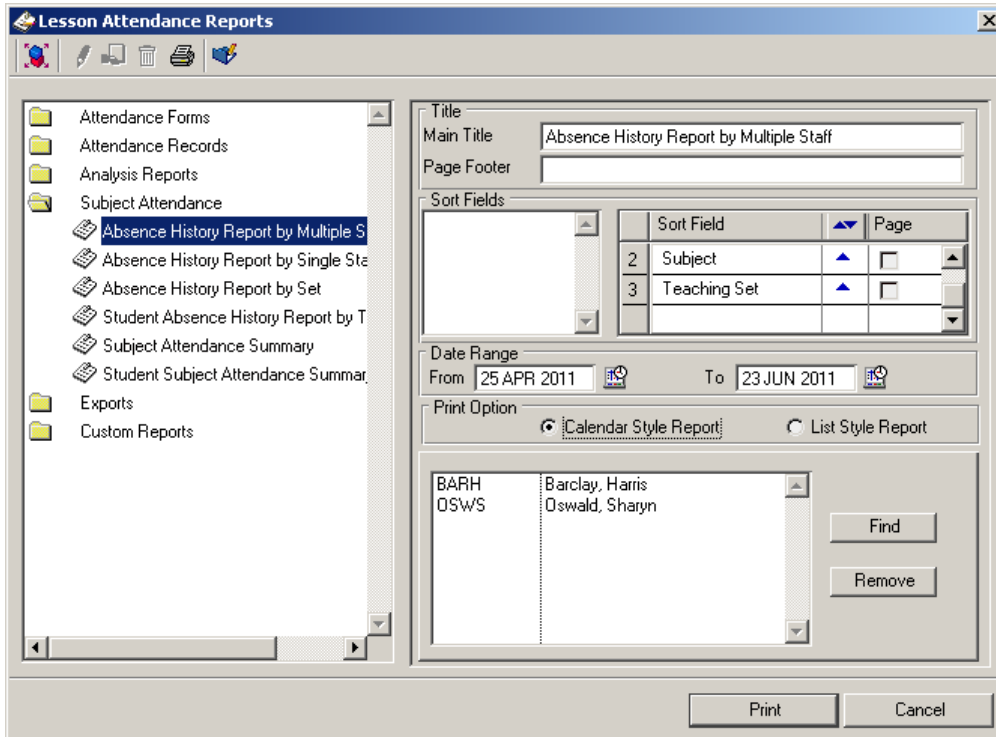 Lesson Attendance Reports
Attendance Forms
Attendance Records
Analysis Reports
Subject Attendance
Absence History Report by Multiple S
Absence History Report by Single Sta
Absence History Report by Set
Student Absence History Report by T
Subject Attendance Summary
Student Subject Attendance Summar
Exports
Custom Reports
Title
Main Title Absence History Report by Multiple Staff
Page Footer
Sort Fields
Sort Field Page
2 Subject
3 Teaching Set
Date Range
From 25 APR 2011 To 23 JUN 2011
Print Option
Calendar Style Report List Style Report
BARH Barclay, Harris
OSWS Oswald, Sharyn
Find
Remove
Print Cancel